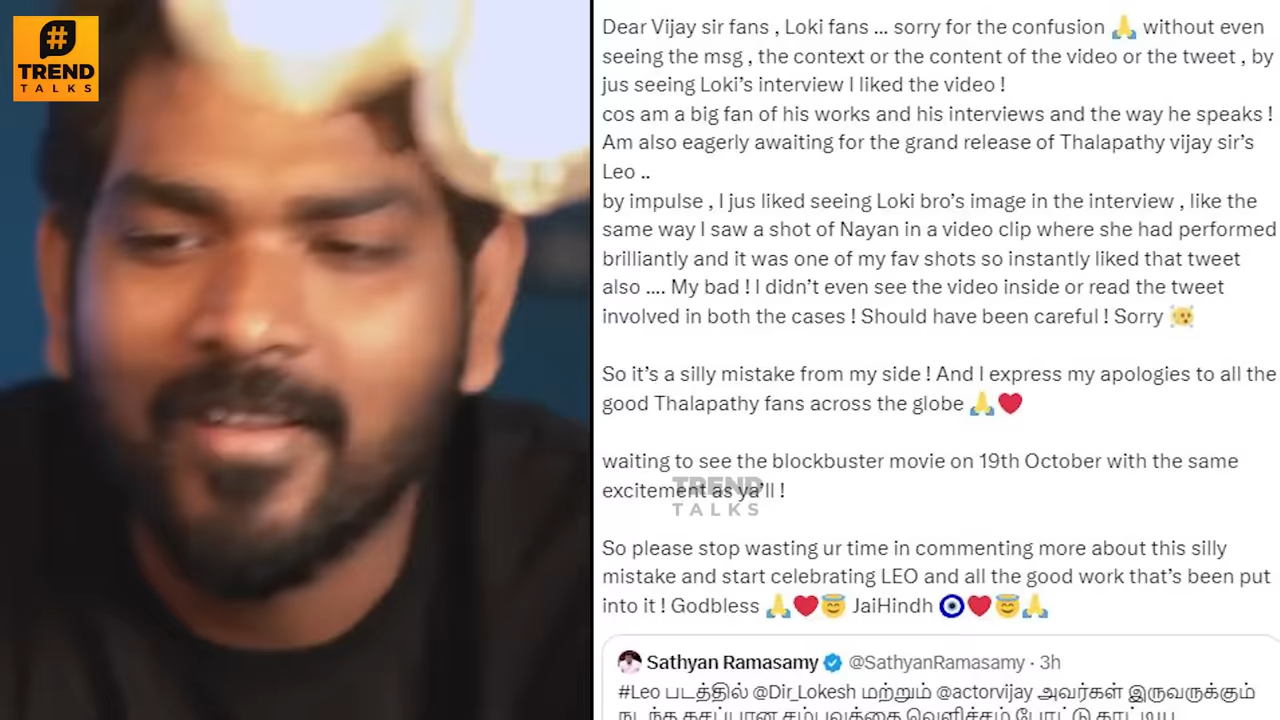 #
TREND
TALKS
Dear Vijay sir fans , Loki fans ... sorry for the confusion 🙏 without even
seeing the msg , the context or the content of the video or the tweet , by
jus seeing Loki’s interview I liked the video !
cos am a big fan of his works and his interviews and the way he speaks !
Am also eagerly awaiting for the grand release of Thalapathy vijay sir’s
Leo ..
by impulse , I jus liked seeing Loki bro’s image in the interview , like the
same way I saw a shot of Nayan in a video clip where she had performed
brilliantly and it was one of my fav shots so instantly liked that tweet
also .... My bad ! I didn’t even see the video inside or read the tweet
involved in both the cases ! Should have been careful ! Sorry
So it’s a silly mistake from my side ! And I express my apologies to all the
good Thalapathy fans across the globe 🙏❤️
waiting to see the blockbuster movie on 19th October with the same
excitement as ya’ll !
TREND
TALKS
So please stop wasting ur time in commenting more about this silly
mistake and start celebrating LEO and all the good work that’s been put
into it ! Godbless 🙏❤️😇 JaiHindh 🧿❤️😇🙏
Sathyan Ramasamy @SathyanRamasamy · 3h
#Leo படத்தில் @Dir_Lokesh மற்றும் @actorvijay அவர்கள் இருவருக்கும்